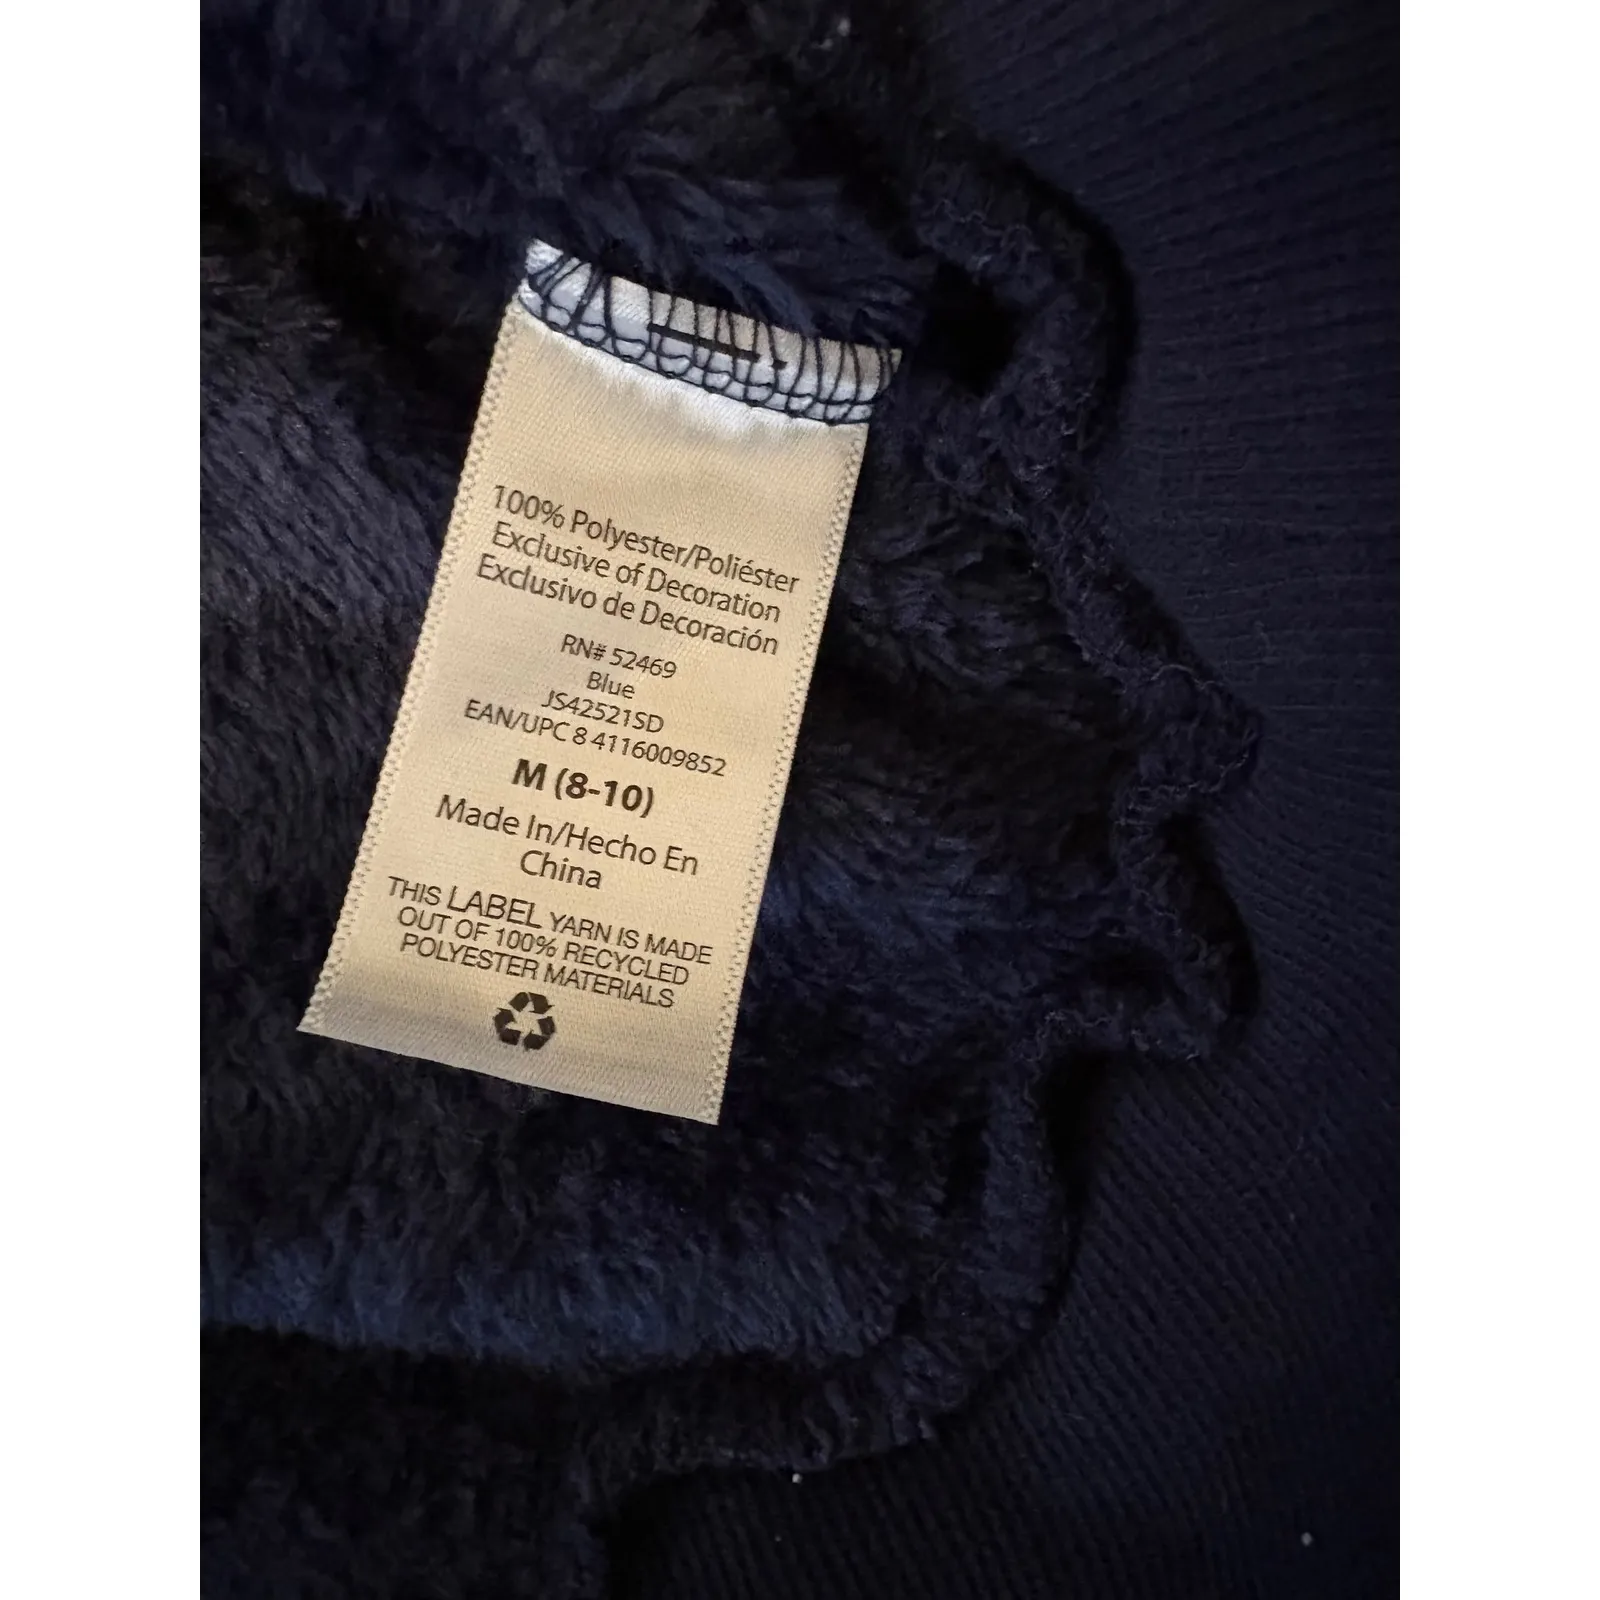 100% Polyester/Poliéster
Exclusive of Decoration
Exclusivo de Decoración
RN# 52469
Blue
JS42521SD
EAN/UPC 8 4116009852
M (8-10)
Made In/Hecho En
China
THIS LABEL YARN IS MADE
OUT OF 100% RECYCLED
POLYESTER MATERIALS